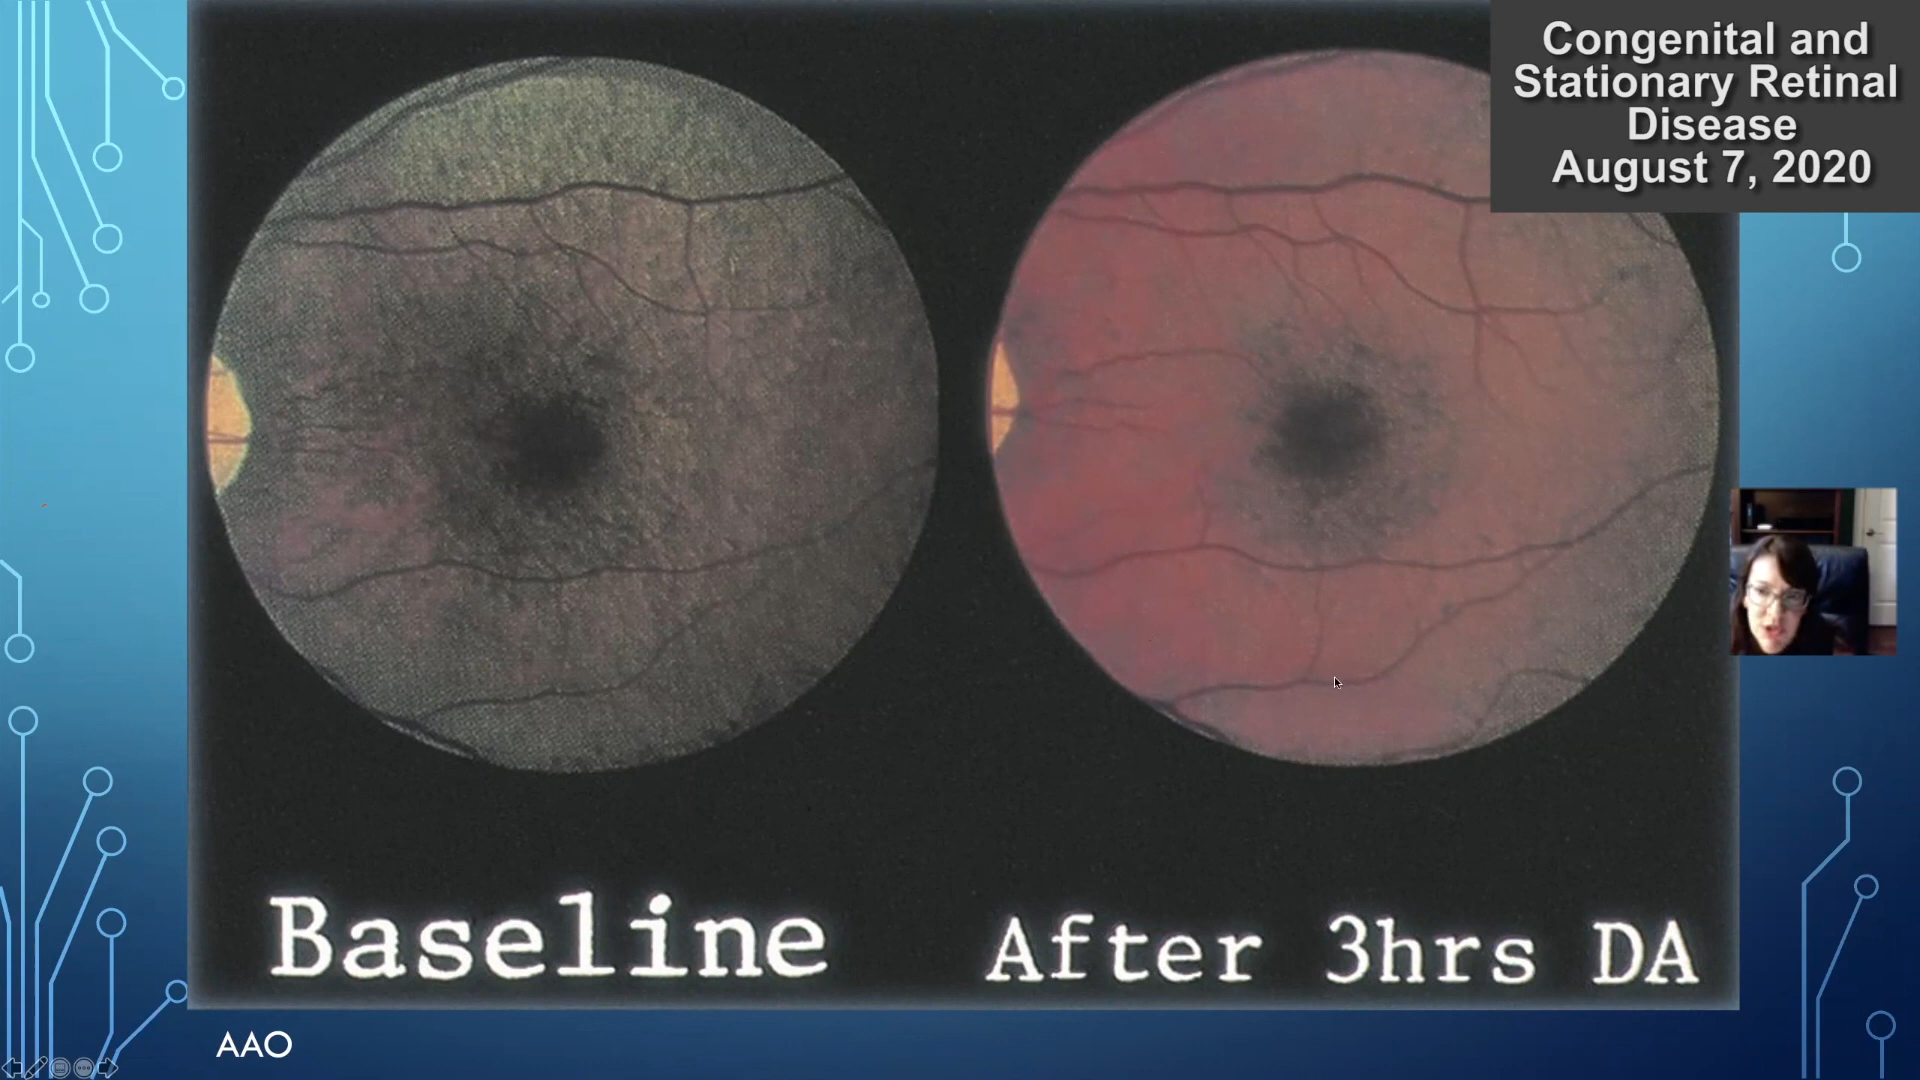 Congenital and
Stationary Retinal
Disease
August 7, 2020
Baseline
After 3hrs DA
AAO